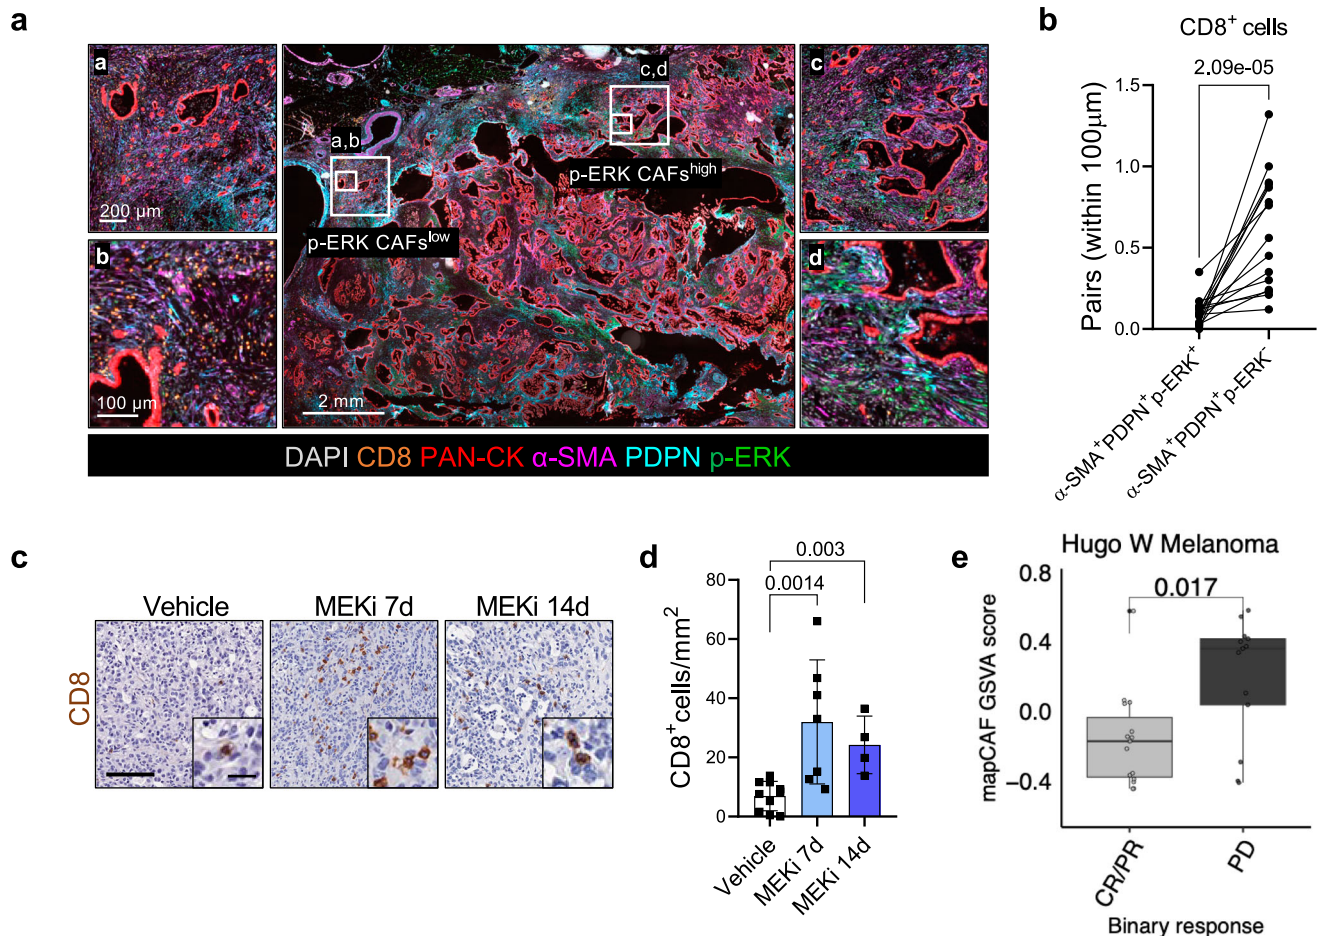 a
a
200 µm
b
100 µm
a,b
p-ERK CAFs^low
c,d
p-ERK CAFs^high
2 mm
c
d
DAPI CD8 PAN-CK α-SMA PDPN p-ERK
b
CD8⁺ cells
2.09e-05
Pairs (within 100µm)
1.5
1.0
0.5
0.0
α-SMA⁺PDPN⁺p-ERK⁺
α-SMA⁺PDPN⁺p-ERK⁻
c
Vehicle
MEKi 7d
MEKi 14d
CD8
d
0.003
0.0014
CD8⁺cells/mm²
80
60
40
20
0
Vehicle
MEKi 7d
MEKi 14d
e
Hugo W Melanoma
0.017
mapCAF GSVA score
0.8
0.4
0.0
−0.4
CR/PR
PD
Binary response